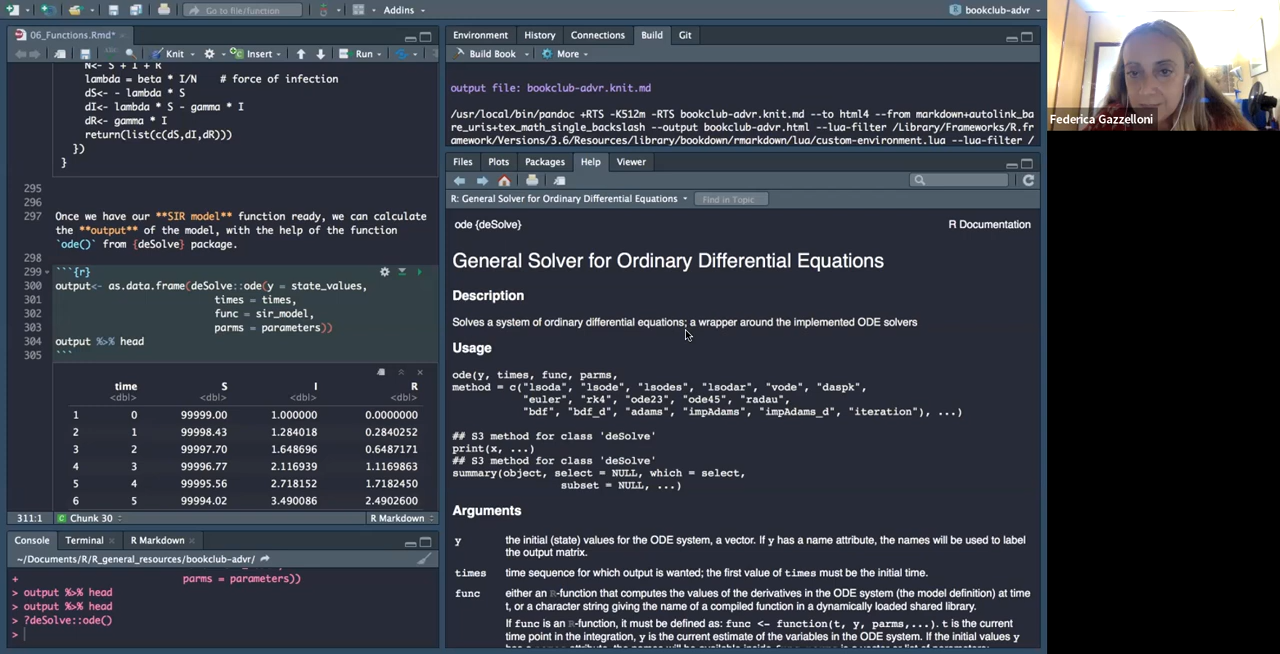 Go to file/function
Addins
bookclub-advr
06_Functions.Rmd*
Knit
Insert
Run
N<- S + I + R
lambda = beta * I/N # force of infection
dS<- - lambda * S
dI<- lambda * S - gamma * I
dR<- gamma * I
return(list(c(dS,dI,dR)))
})
}
295
296
297 Once we have our **SIR model** function ready, we can calculate
the **output** of the model, with the help of the function
`ode()` from {deSolve} package.
298
299 ```{r}
300 output<- as.data.frame(deSolve::ode(y = state_values,
301 times = times,
302 func = sir_model,
303 parms = parameters))
304 output %>% head
305 ```
time S I R
<dbl> <dbl> <dbl> <dbl>
1 0 99999.00 1.000000 0.0000000
2 1 99998.43 1.284018 0.2840252
3 2 99997.70 1.648696 0.6487171
4 3 99996.77 2.116939 1.1169863
5 4 99995.56 2.718152 1.7182450
6 5 99994.02 3.490086 2.4902600
311:1 Chunk 30 R Markdown
Console Terminal R Markdown
~/Documents/R/R_general_resources/bookclub-advr/
+ parms = parameters))
> output %>% head
> output %>% head
> ?deSolve::ode()
>
Environment History Connections Build Git
Build Book More
output file: bookclub-advr.knit.md
/usr/local/bin/pandoc +RTS -K512m -RTS bookclub-advr.knit.md --to html4 --from markdown+autolink_ba
re_uris+tex_math_single_backslash --output bookclub-advr.html --lua-filter /Library/Frameworks/R.fr
amework/Versions/3.6/Resources/library/bookdown/rmarkdown/lua/custom-environment.lua --lua-filter /
Files Plots Packages Help Viewer
R: General Solver for Ordinary Differential Equations Find in Topic
ode {deSolve} R Documentation
General Solver for Ordinary Differential Equations
Description
Solves a system of ordinary differential equations; a wrapper around the implemented ODE solvers
Usage
ode(y, times, func, parms,
method = c("lsoda", "lsode", "lsodes", "lsodar", "vode", "daspk",
"euler", "rk4", "ode23", "ode45", "radau",
"bdf", "bdf_d", "adams", "impAdams", "impAdams_d", "iteration"), ...)
## S3 method for class 'deSolve'
print(x, ...)
## S3 method for class 'deSolve'
summary(object, select = NULL, which = select,
subset = NULL, ...)
Arguments
y the initial (state) values for the ODE system, a vector. If y has a name attribute, the names will be used to label
the output matrix.
times time sequence for which output is wanted; the first value of times must be the initial time.
func either an R-function that computes the values of the derivatives in the ODE system (the model definition) at time
t, or a character string giving the name of a compiled function in a dynamically loaded shared library.
If func is an R-function, it must be defined as: func <- function(t, y, parms,...). t is the current
time point in the integration, y is the current estimate of the variables in the ODE system. If the initial values y
Federica Gazzelloni